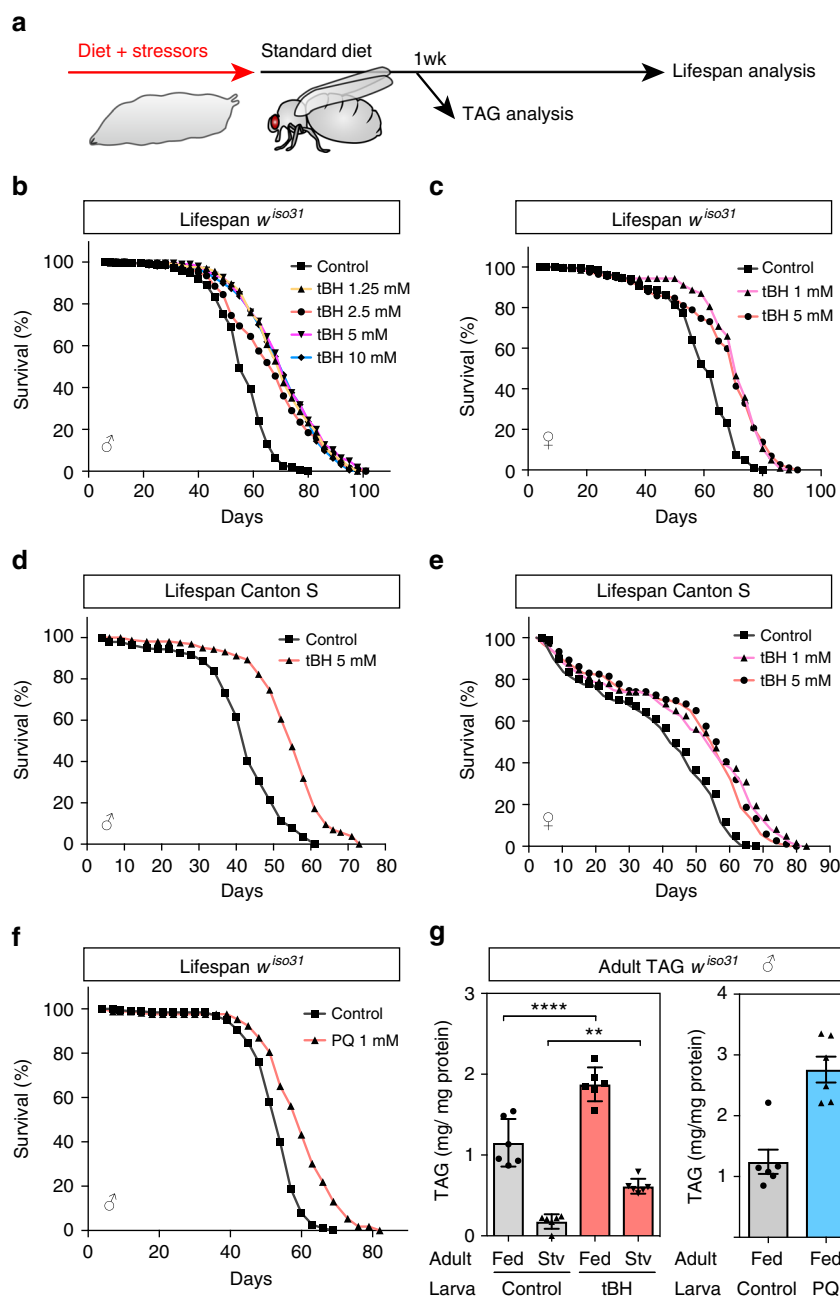 a
Diet + stressors
Standard diet
1wk
Lifespan analysis
TAG analysis
b
Lifespan w^iso31
Survival (%)
100
80
60
40
20
0
Control
tBH 1.25 mM
tBH 2.5 mM
tBH 5 mM
tBH 10 mM
♂
0 20 40 60 80 100
Days
c
Lifespan w^iso31
Survival (%)
100
80
60
40
20
0
Control
tBH 1 mM
tBH 5 mM
♀
0 20 40 60 80 100
Days
d
Lifespan Canton S
Survival (%)
100
80
60
40
20
0
Control
tBH 5 mM
♂
0 10 20 30 40 50 60 70 80
Days
e
Lifespan Canton S
Survival (%)
100
80
60
40
20
0
Control
tBH 1 mM
tBH 5 mM
♀
0 10 20 30 40 50 60 70 80 90
Days
f
Lifespan w^iso31
Survival (%)
100
80
60
40
20
0
Control
PQ 1 mM
♂
0 20 40 60 80
Days
g
Adult TAG w^iso31 ♂
TAG (mg/ mg protein)
3
2
1
0
****
**
Adult Fed Stv Fed Stv
Larva Control tBH
TAG (mg/mg protein)
4
3
2
1
Adult Fed Fed
Larva Control PQ